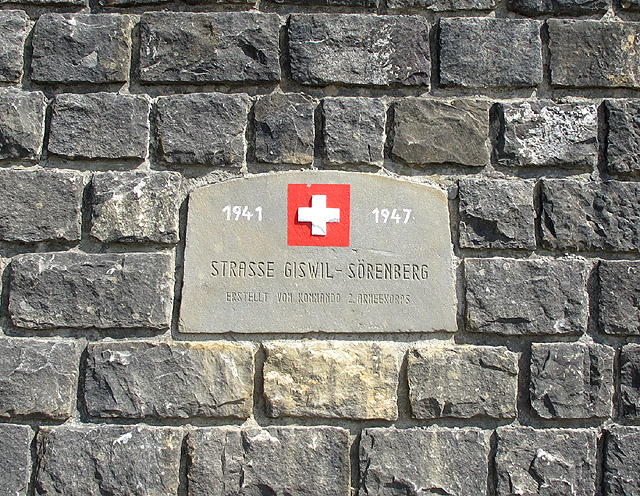 1941 1947
STRASSE GISWIL-SÖRENBERG
ERSTELLT VOM KOMMANDO 2. ARMEEKORPS